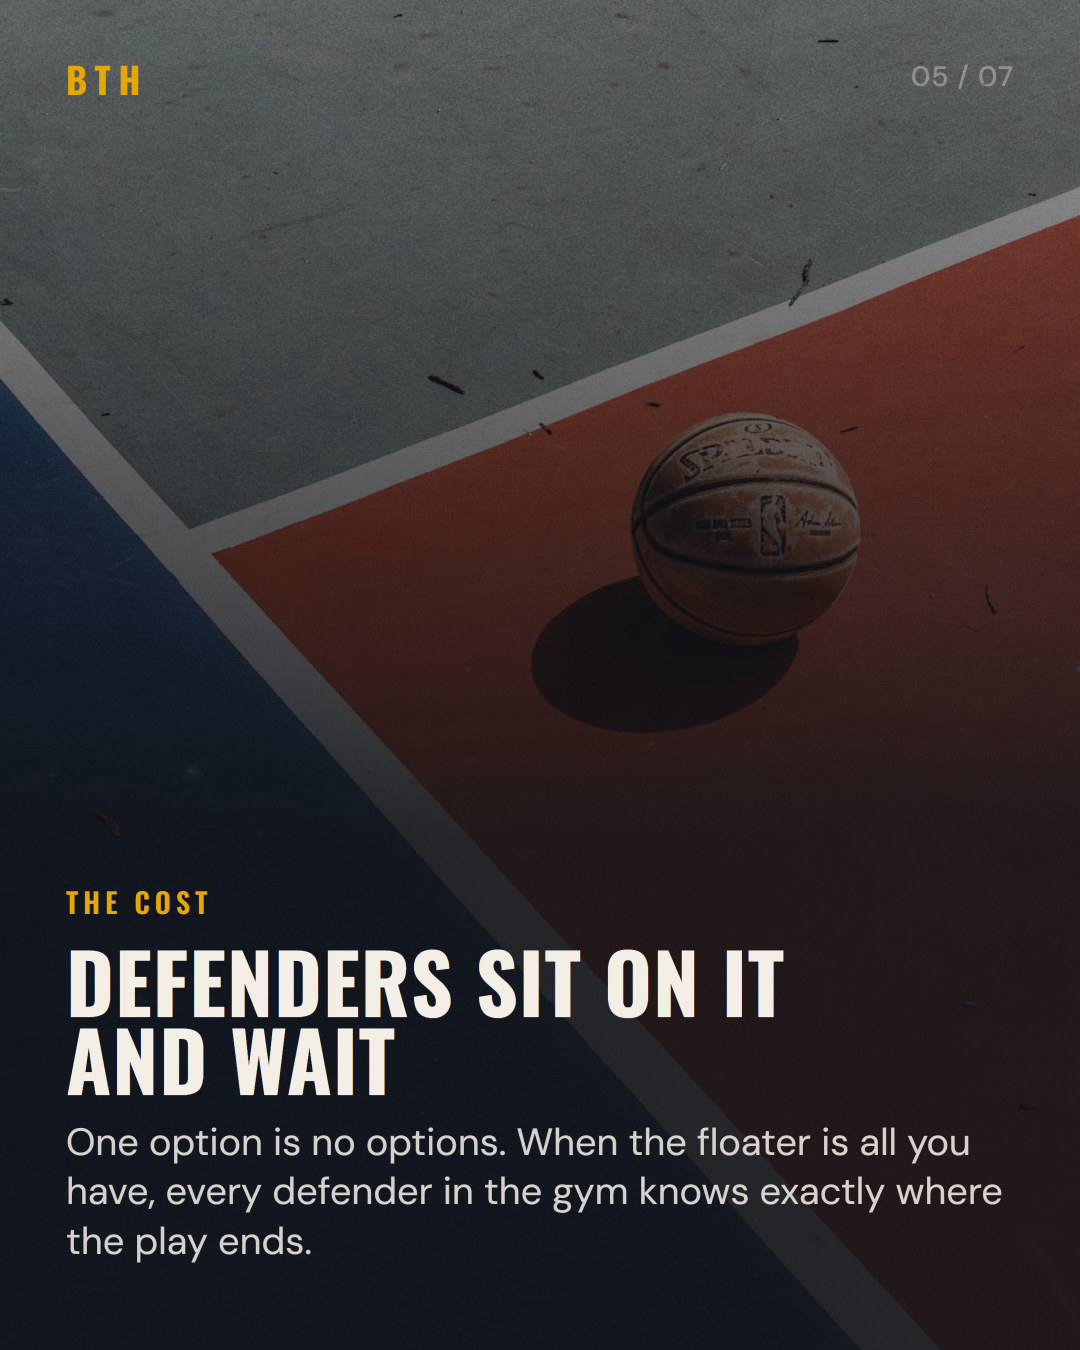 BTH
05 / 07
SPALDING
THE COST
DEFENDERS SIT ON IT
AND WAIT
One option is no options. When the floater is all you
have, every defender in the gym knows exactly where
the play ends.